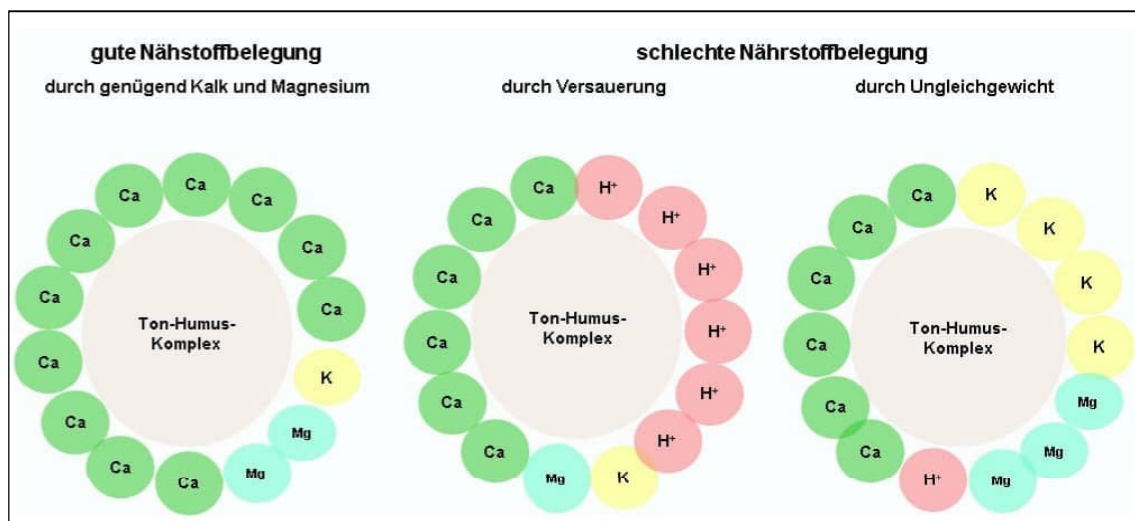 gute Nähstoffbelegung
durch genügend Kalk und Magnesium
schlechte Nährstoffbelegung
durch Versauerung
durch Ungleichgewicht
Ca
Ca
Ca
Ca
Ca
Ca
Ca
Ca
Ca
Ca
Ca
K
Mg
Mg
Ton-Humus-
Komplex
Ca
H⁺
H⁺
H⁺
H⁺
H⁺
H⁺
K
Mg
Ca
Ca
Ca
Ca
Ca
Ton-Humus-
Komplex
Ca
K
K
K
K
Mg
Mg
Mg
H⁺
Ca
Ca
Ca
Ca
Ca
Ton-Humus-
Komplex